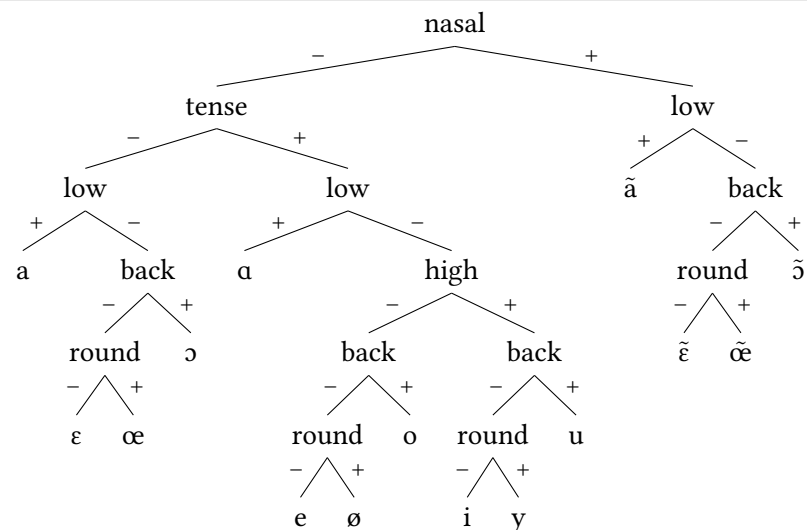 nasal
− +
tense low
− + + −
low low ã back
+ − + − − +
a back ɑ high round ɔ̃
− + − + − +
round ɔ back back ɛ̃ œ̃
− + − + − +
ɛ œ round o round u
− + − +
e ø i y